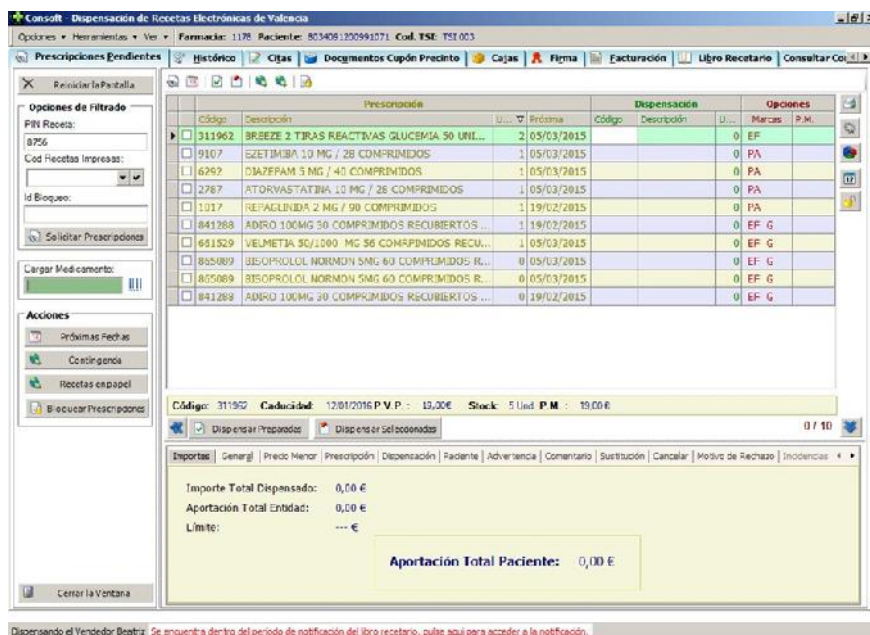 Consoft - Dispensación de Recetas Electrónicas de Valencia
Opciones Herramientas Ver Farmacia: 1178 Paciente: 8034091200991071 Cod. TSI: TSI 003
Prescripciones Pendientes Histórico Citas Documentos Cupón Precinto Cajas Firma Facturación Libro Recetario Consultar
Reiniciar la Pantalla
Opciones de Filtrado
PIN Receta:
8756
Cod Recetas Impresas:
Id Bloqueo:
Solicitar Prescripciones
Cargar Medicamento:
Acciones
Próximas Fechas
Contingencia
Recetas en papel
Bloquear Prescripciones
Cerrar la Ventana
Prescripción Dispensación Opciones
Código Descripción U... Próxima Código Descripción U... Marcas P.M.
311962 BREEZE 2 TIRAS REACTIVAS GLUCEMIA 50 UNI... 2 05/03/2015 0 EF
9107 EZETIMIBA 10 MG / 28 COMPRIMIDOS 1 05/03/2015 0 PA
6292 DIAZEPAM 5 MG / 40 COMPRIMIDOS 1 05/03/2015 0 PA
2787 ATORVASTATINA 10 MG / 28 COMPRIMIDOS 1 05/03/2015 0 PA
1017 REPAGLINIDA 2 MG / 90 COMPRIMIDOS 1 19/02/2015 0 PA
841288 ADIRO 100MG 30 COMPRIMIDOS RECUBIERTOS ... 1 19/02/2015 0 EF G
661529 VELMETIA 50/1000 MG 56 COMPRIMIDOS RECU... 1 05/03/2015 0 EF G
865089 BISOPROLOL NORMON 5MG 60 COMPRIMIDOS R... 0 05/03/2015 0 EF G
865089 BISOPROLOL NORMON 5MG 60 COMPRIMIDOS R... 0 05/03/2015 0 EF G
841288 ADIRO 100MG 30 COMPRIMIDOS RECUBIERTOS ... 0 19/02/2015 0 EF G
Código: 311962 Caducidad: 12/01/2016 P.V.P. : 19,00€ Stock: 5 Und P.M. : 19,00 €
Dispensar Preparadas Dispensar Seleccionadas 0 / 10
Importes General Precio Menor Prescripción Dispensación Paciente Advertencia Comentario Sustitución Cancelar Motivo de Rechazo Incidencias
Importe Total Dispensado: 0,00 €
Aportación Total Entidad: 0,00 €
Límite: --- €
Aportación Total Paciente: 0,00 €
Dispensando el Vendedor Beatriz Se encuentra dentro del periodo de notificación del libro recetario, pulse aquí para acceder a la notificación.